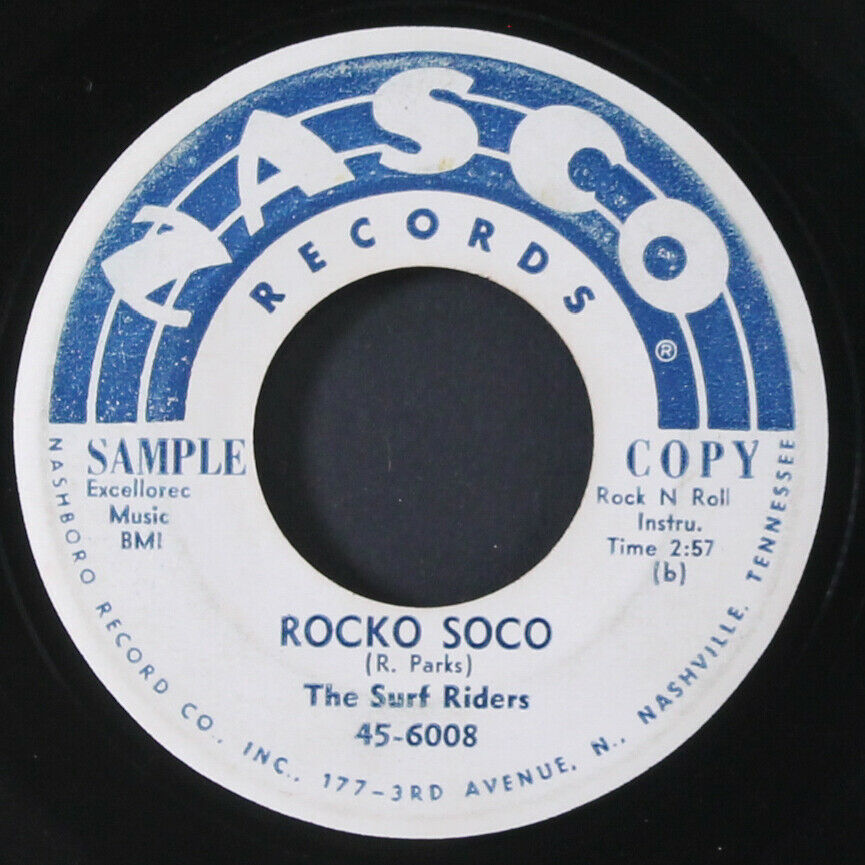 NASCO
RECORDS
®
SAMPLE COPY
Excellorec
Music
BMI
Rock N Roll
Instru.
Time 2:57
(b)
ROCKO SOCO
(R. Parks)
The Surf Riders
45-6008
NASHBORO RECORD CO., INC., 177-3RD AVENUE, N., NASHVILLE, TENNESSEE